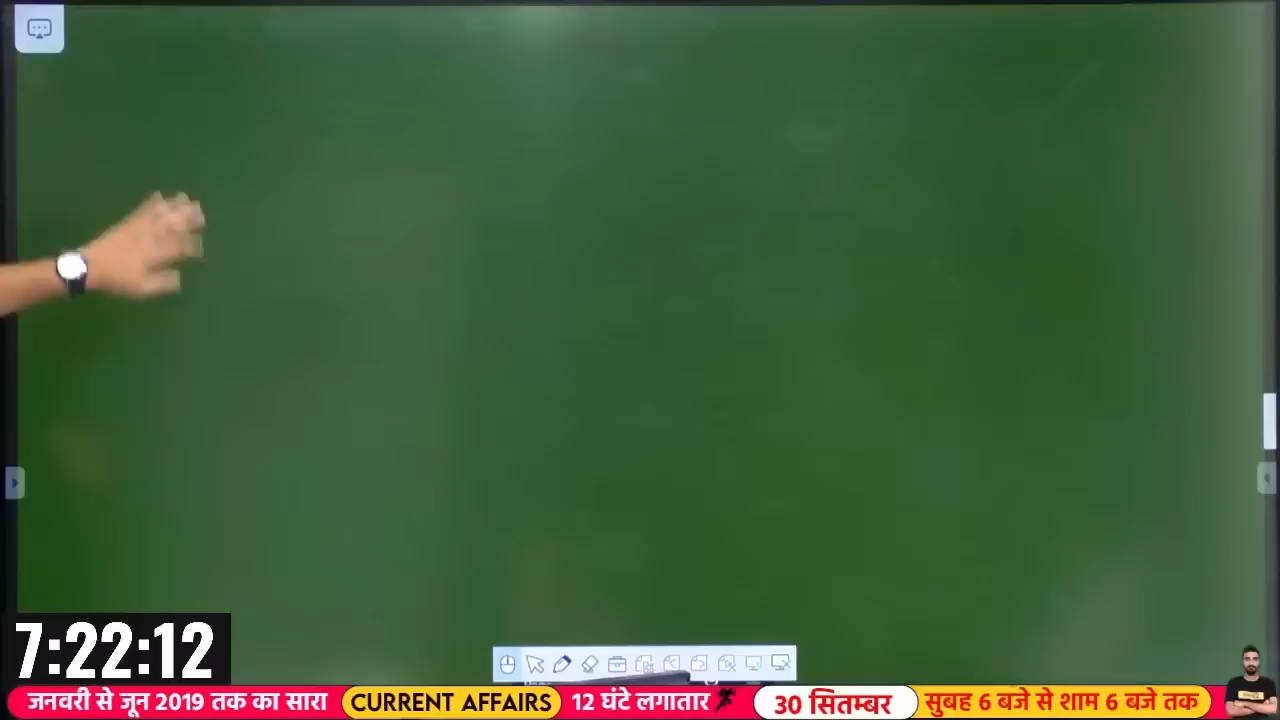 7:22:12
जनवरी से जून 2019 तक का सारा CURRENT AFFAIRS 12 घंटे लगातार 30 सितम्बर सुबह 6 बजे से शाम 6 बजे तक